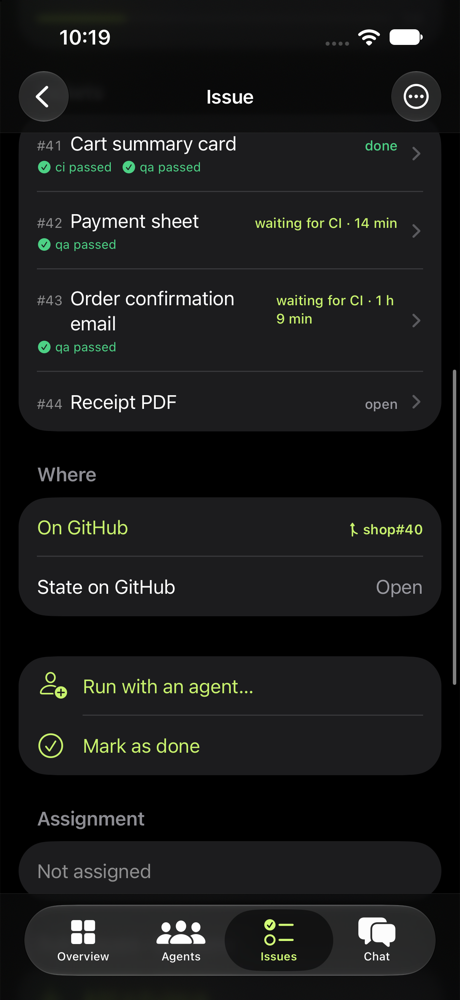 10:19
Issue
#41 Cart summary card done
ci passed qa passed
#42 Payment sheet waiting for CI · 14 min
qa passed
#43 Order confirmation email waiting for CI · 1 h 9 min
qa passed
#44 Receipt PDF open
Where
On GitHub shop#40
State on GitHub Open
Run with an agent...
Mark as done
Assignment
Not assigned
Overview Agents Issues Chat